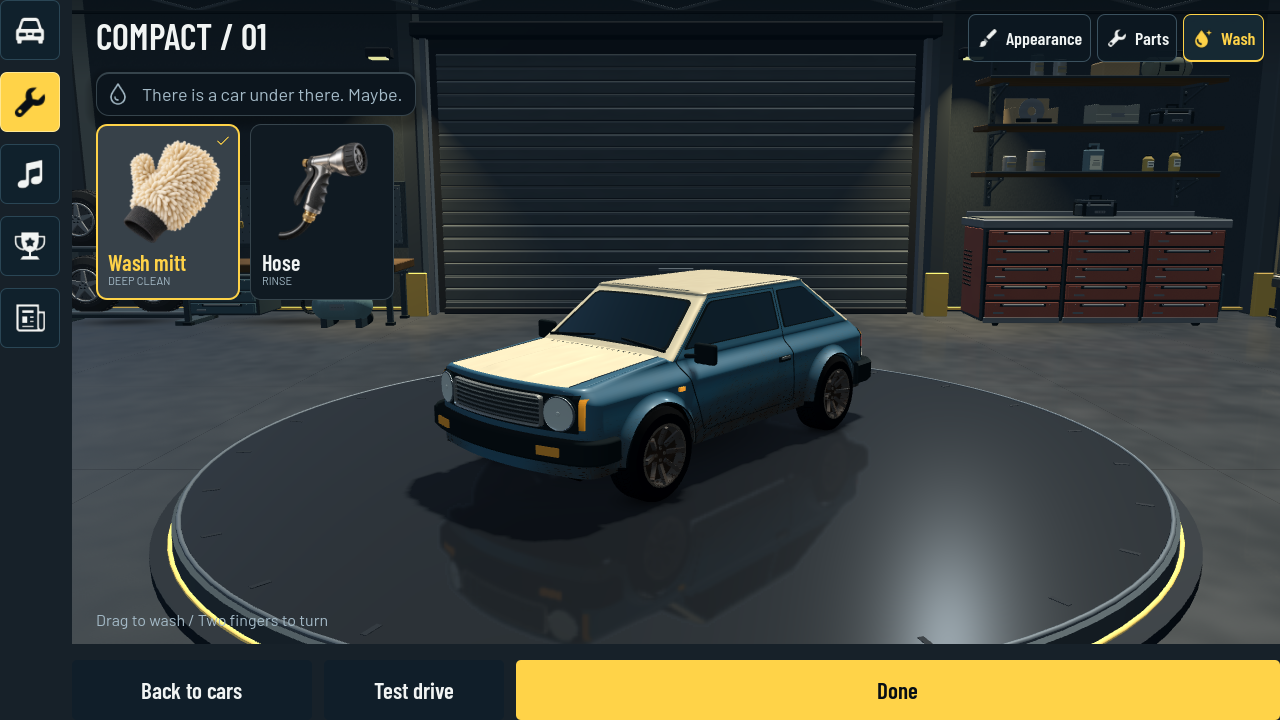 COMPACT / 01
Appearance
Parts
Wash
There is a car under there. Maybe.
Wash mitt
DEEP CLEAN
Hose
RINSE
Drag to wash / Two fingers to turn
Back to cars
Test drive
Done